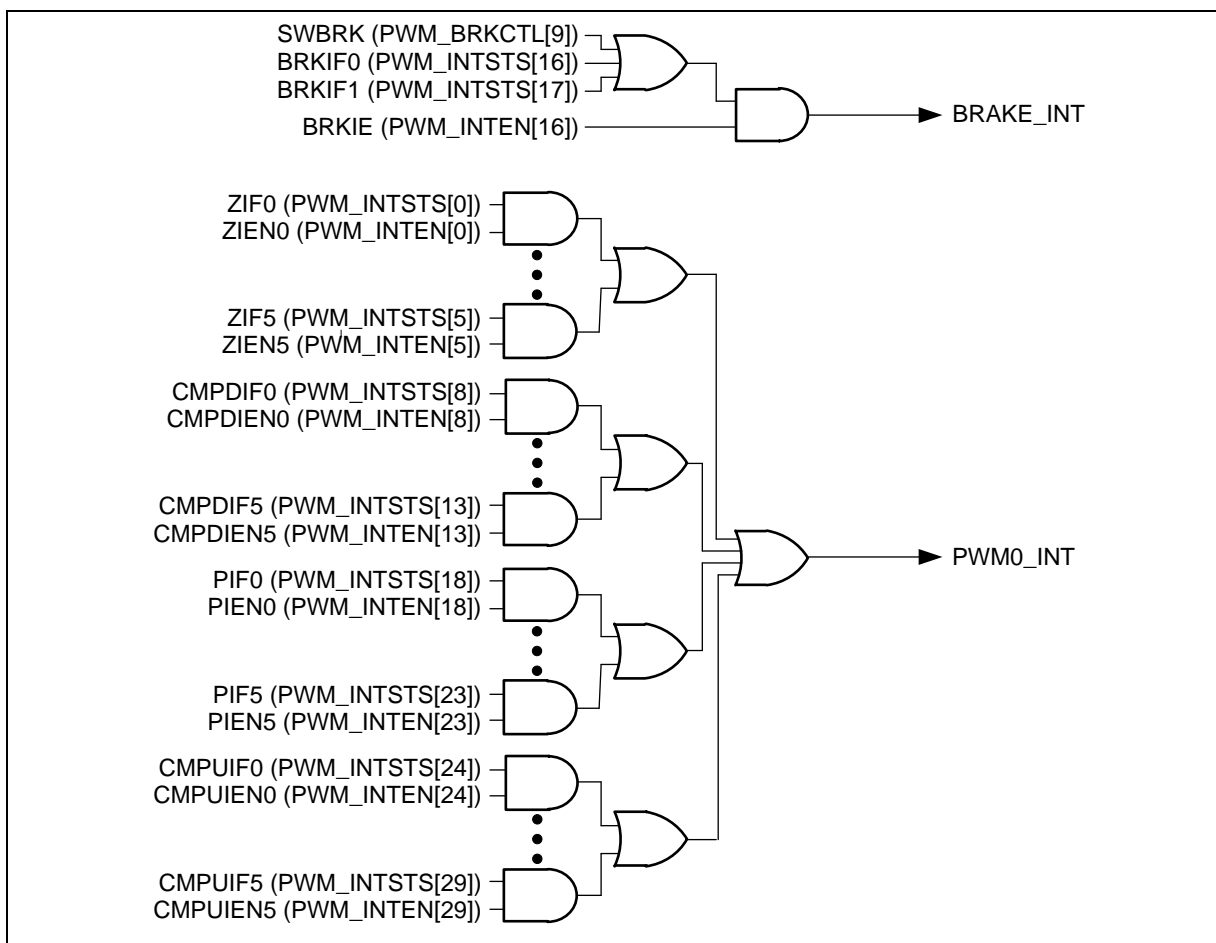 SWBRK (PWM_BRKCTL[9])
BRKIF0 (PWM_INTSTS[16])
BRKIF1 (PWM_INTSTS[17])
BRKIE (PWM_INTEN[16])
BRAKE_INT
ZIF0 (PWM_INTSTS[0])
ZIEN0 (PWM_INTEN[0])
ZIF5 (PWM_INTSTS[5])
ZIEN5 (PWM_INTEN[5])
CMPDIF0 (PWM_INTSTS[8])
CMPDIEN0 (PWM_INTEN[8])
CMPDIF5 (PWM_INTSTS[13])
CMPDIEN5 (PWM_INTEN[13])
PWM0_INT
PIF0 (PWM_INTSTS[18])
PIEN0 (PWM_INTEN[18])
PIF5 (PWM_INTSTS[23])
PIEN5 (PWM_INTEN[23])
CMPUIF0 (PWM_INTSTS[24])
CMPUIEN0 (PWM_INTEN[24])
CMPUIF5 (PWM_INTSTS[29])
CMPUIEN5 (PWM_INTEN[29])